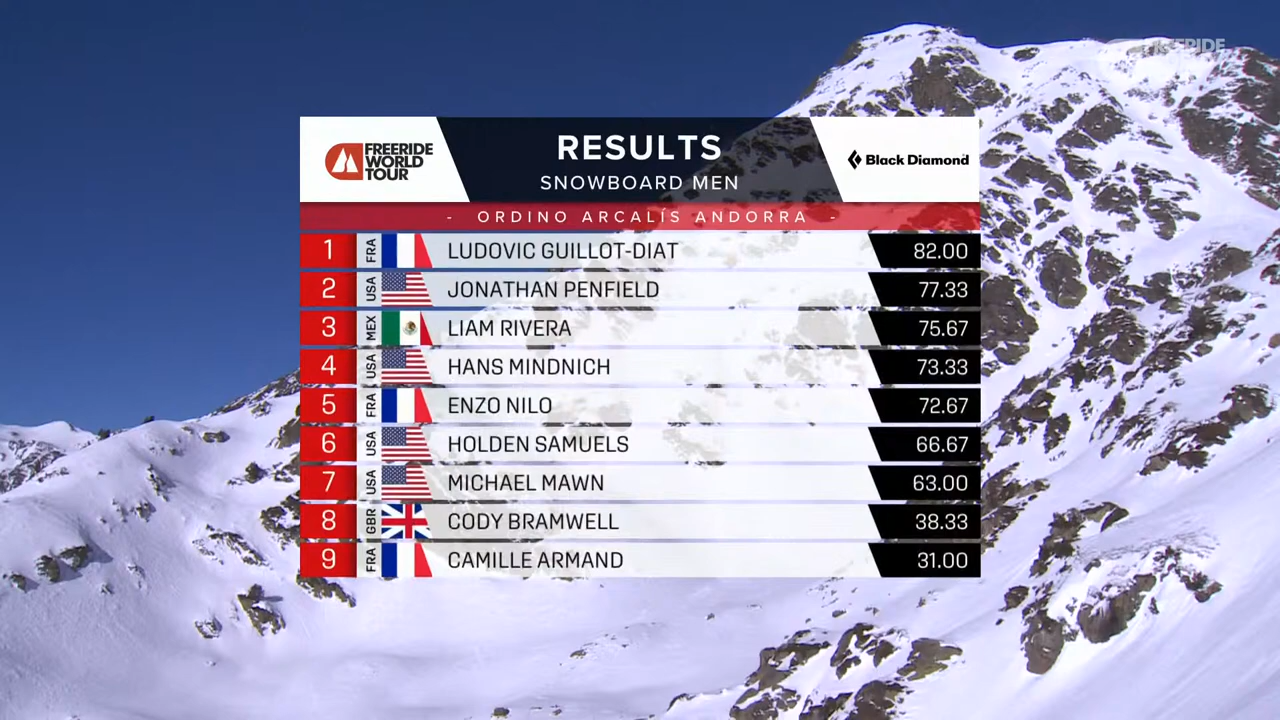 FREERIDE
WORLD
TOUR
RESULTS
SNOWBOARD MEN
Black Diamond
- ORDINO ARCALÍS ANDORRA -
1 FRA LUDOVIC GUILLOT-DIAT 82.00
2 USA JONATHAN PENFIELD 77.33
3 MEX LIAM RIVERA 75.67
4 USA HANS MINDNICH 73.33
5 FRA ENZO NILO 72.67
6 USA HOLDEN SAMUELS 66.67
7 USA MICHAEL MAWN 63.00
8 GBR CODY BRAMWELL 38.33
9 FRA CAMILLE ARMAND 31.00